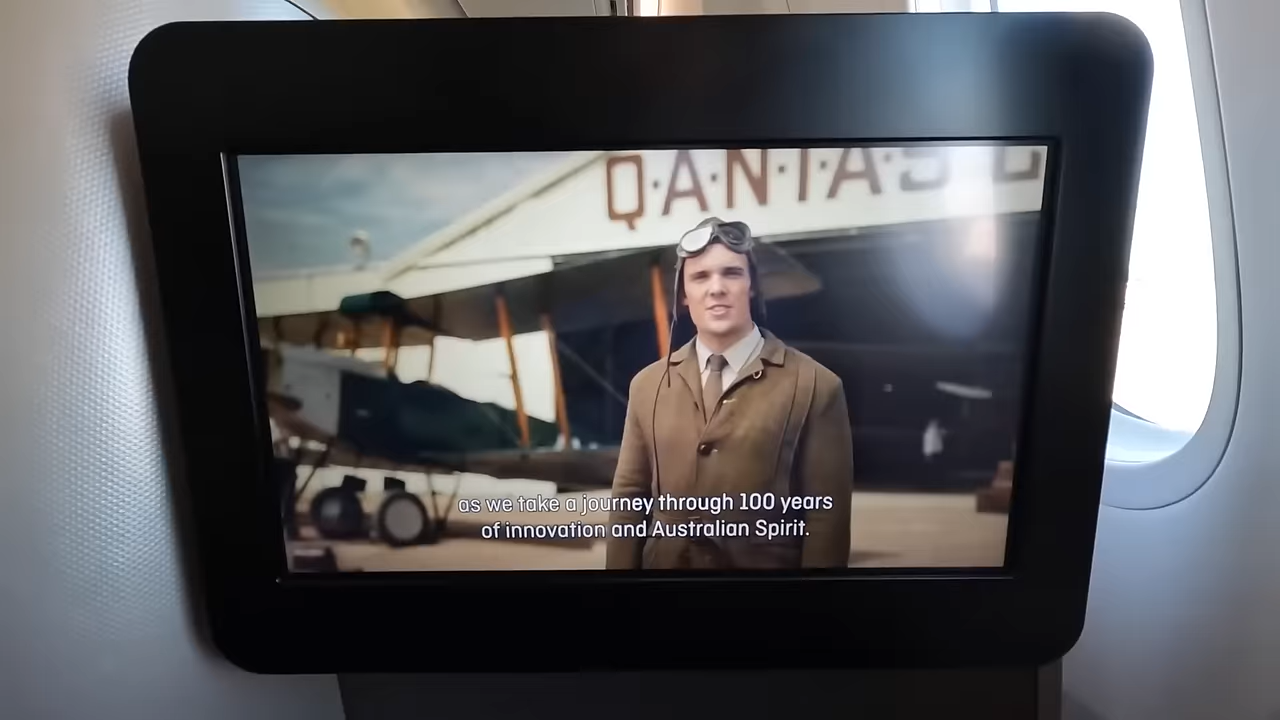 Q·A·N·T·A·S
as we take a journey through 100 years
of innovation and Australian Spirit.